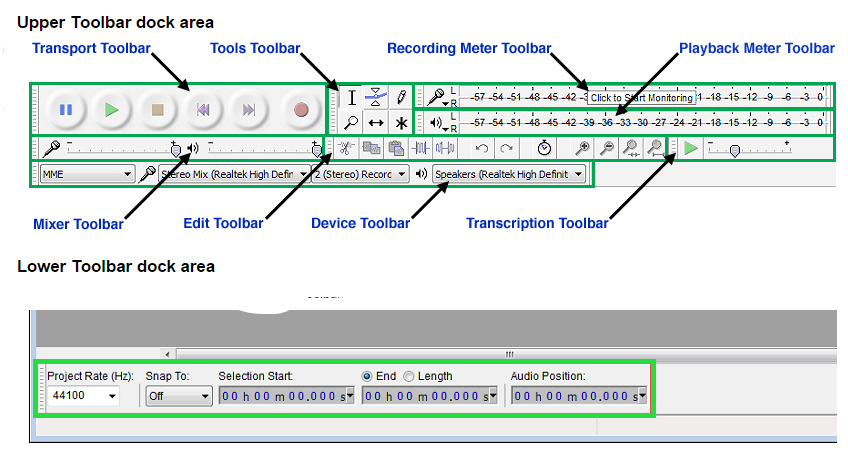 Upper Toolbar dock area
Transport Toolbar Tools Toolbar Recording Meter Toolbar Playback Meter Toolbar
L
R
-57 -54 -51 -48 -45 -42 Click to Start Monitoring -18 -15 -12 -9 -6 -3 0
L
R
-57 -54 -51 -48 -45 -42 -39 -36 -33 -30 -27 -24 -21 -18 -15 -12 -9 -6 -3 0
- + - + - +
MME Stereo Mix (Realtek High Defin 2 (Stereo) Record Speakers (Realtek High Definit
Mixer Toolbar Edit Toolbar Device Toolbar Transcription Toolbar
Lower Toolbar dock area
Project Rate (Hz): Snap To: Selection Start: End Length Audio Position:
44100 Off 00 h 00 m 00.000 s 00 h 00 m 00.000 s 00 h 00 m 00.000 s